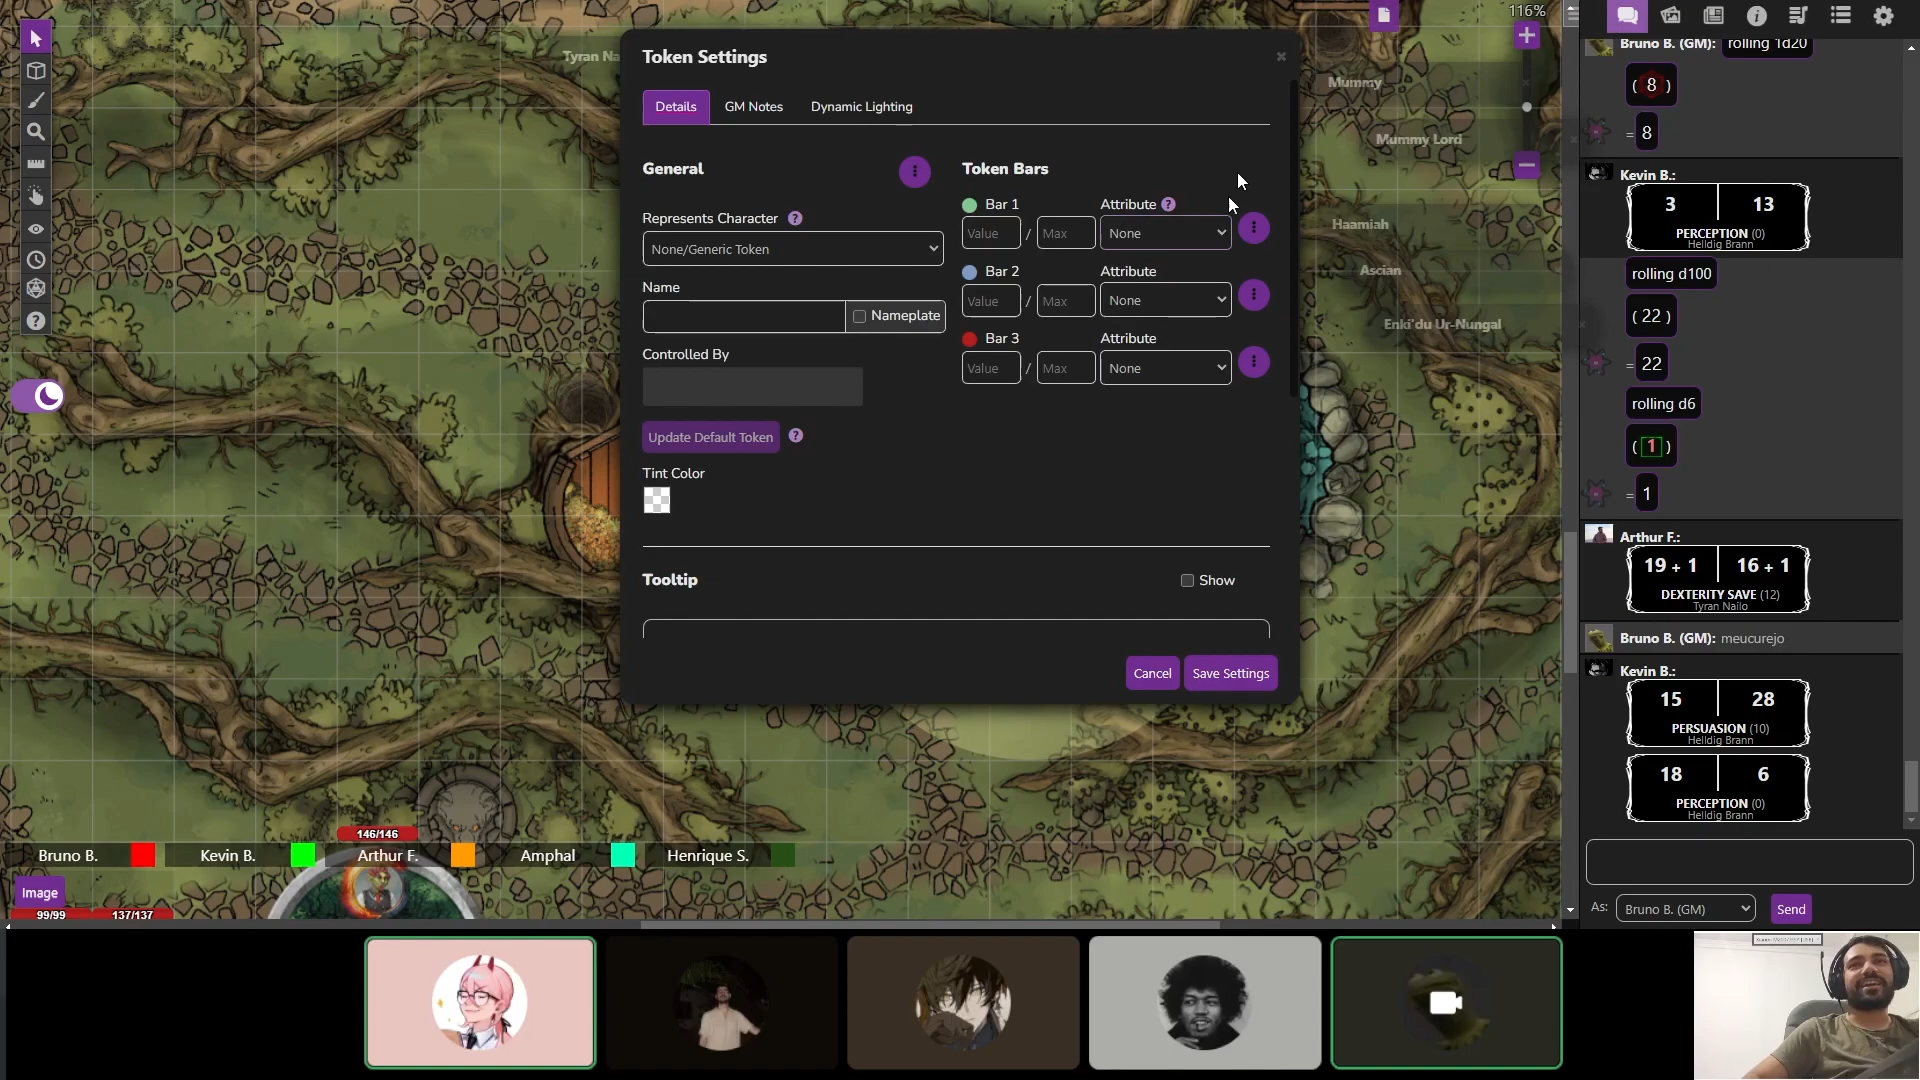 116%
Tyran Na
Token Settings
Details
GM Notes
Dynamic Lighting
General
Represents Character ?
None/Generic Token
Name
Nameplate
Controlled By
Update Default Token ?
Tint Color
Token Bars
Bar 1
Attribute ?
Value / Max
None
Bar 2
Attribute
Value / Max
None
Bar 3
Attribute
Value / Max
None
Tooltip
Show
Cancel
Save Settings
Mummy
Mummy Lord
Haamiah
Ascian
Enki'du Ur-Nungal
146/146
Bruno B.
Kevin B.
Arthur F.
Amphal
Henrique S.
Image
99/99
137/137
Bruno B. (GM): rolling 1d20
( 8 )
= 8
Kevin B.:
3 13
PERCEPTION (0)
Helldig Brann
rolling d100
( 22 )
= 22
rolling d6
( 1 )
= 1
Arthur F.:
19 + 1 16 + 1
DEXTERITY SAVE (12)
Tyran Nailo
Bruno B. (GM): meucurejo
Kevin B.:
15 28
PERSUASION (10)
Helldig Brann
18 6
PERCEPTION (0)
Helldig Brann
As: Bruno B. (GM)
Send